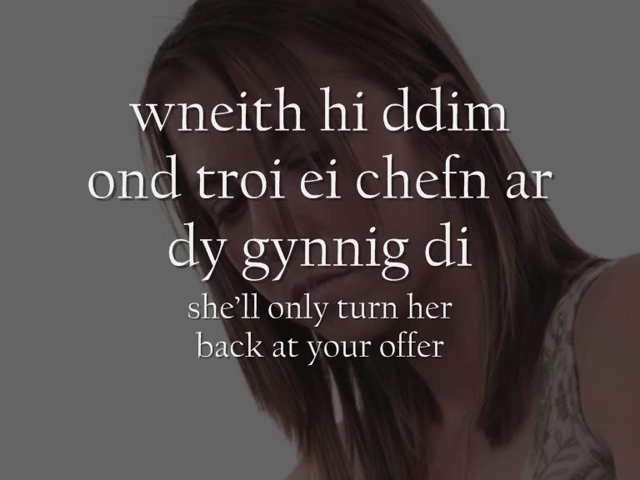 wneith hi ddim
ond troi ei chefn ar
dy gynnig di
she'll only turn her
back at your offer